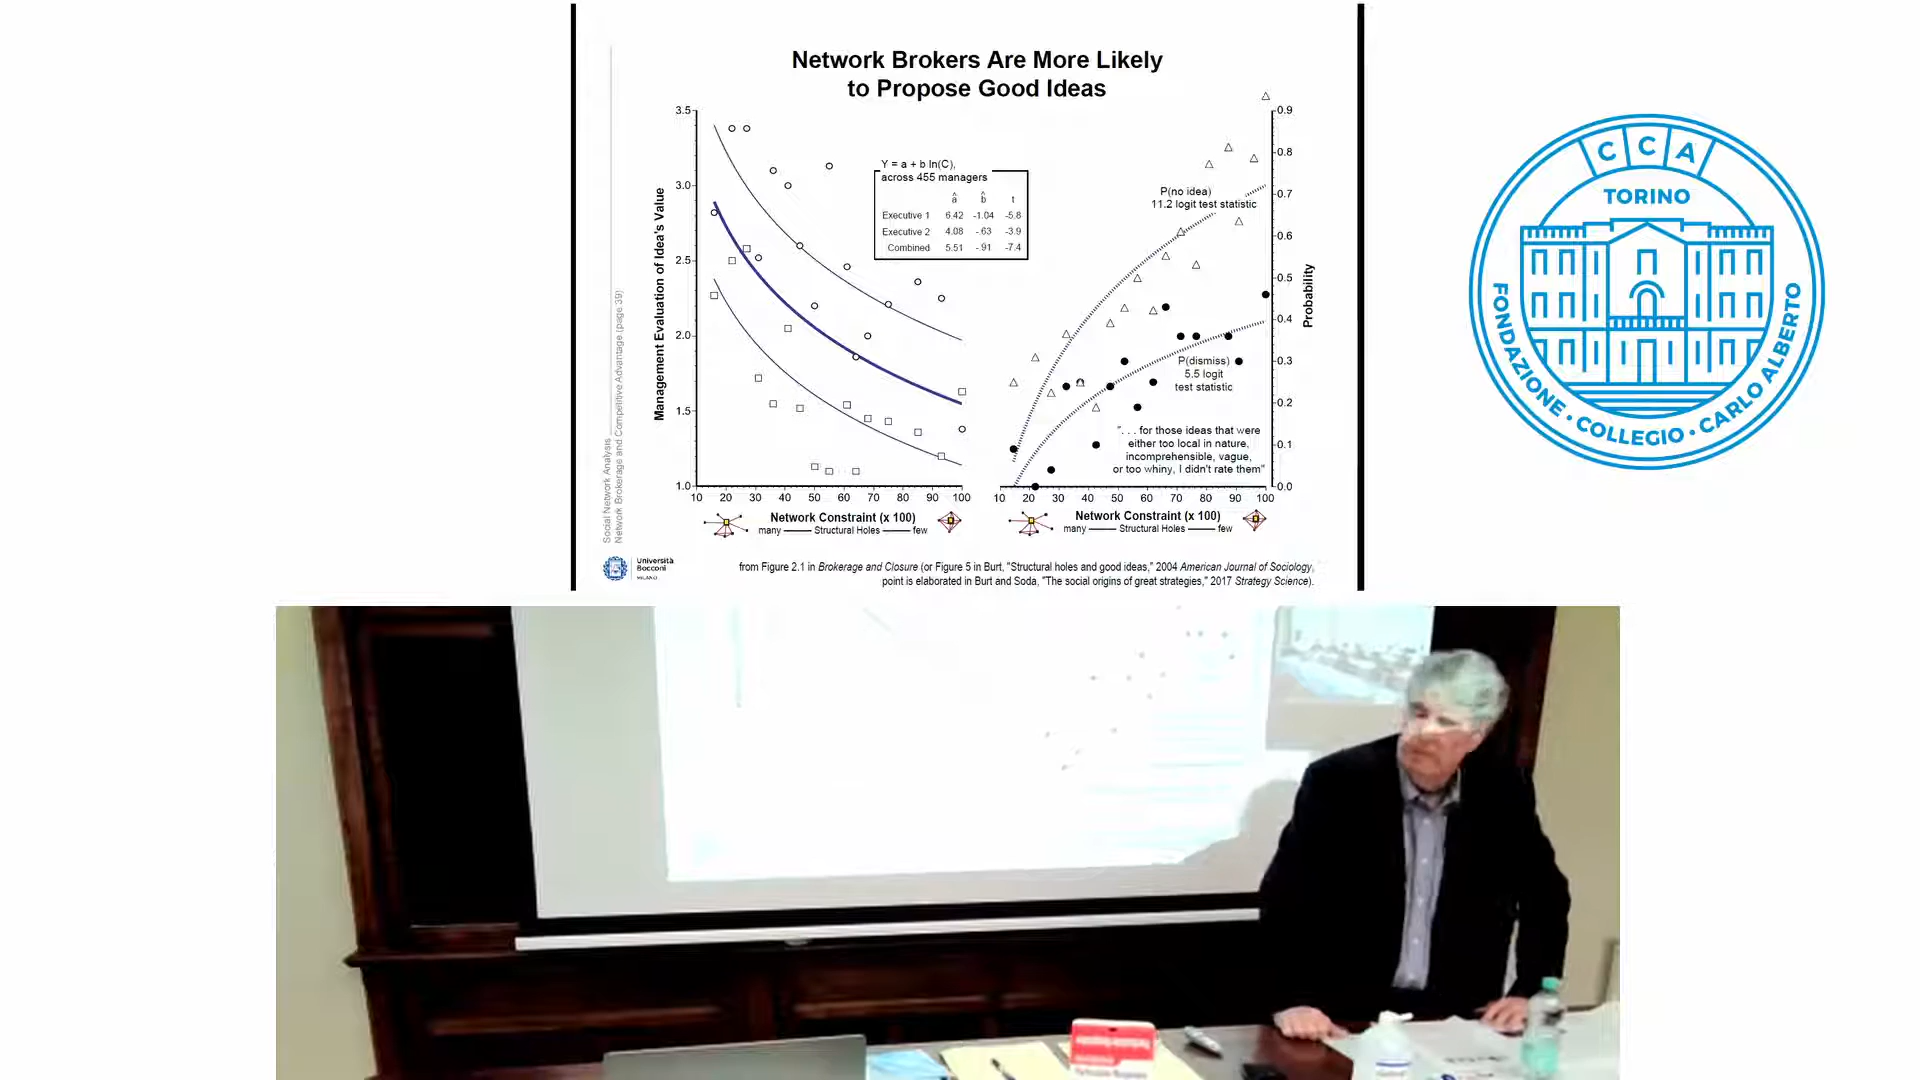 Network Brokers Are More Likely
to Propose Good Ideas
3.5
3.0
2.5
2.0
1.5
1.0
Management Evaluation of Idea's Value
Y = a + b ln(C),
across 455 managers
^ ^
a b t
Executive 1 6.42 -1.04 -5.8
Executive 2 4.08 -.63 -3.9
Combined 5.51 -.91 -7.4
10 20 30 40 50 60 70 80 90 100
Network Constraint (x 100)
many —— Structural Holes —— few
0.9
0.8
0.7
0.6
0.5
0.4
0.3
0.2
0.1
0.0
Probability
P(no idea)
11.2 logit test statistic
P(dismiss)
5.5 logit
test statistic
". . . for those ideas that were
either too local in nature,
incomprehensible, vague,
or too whiny, I didn't rate them"
10 20 30 40 50 60 70 80 90 100
Network Constraint (x 100)
many —— Structural Holes —— few
Social Network Analysis
Network Brokerage and Competitive Advantage (page 39)
Università
Bocconi
MILANO
from Figure 2.1 in Brokerage and Closure (or Figure 5 in Burt, "Structural holes and good ideas," 2004 American Journal of Sociology,
point is elaborated in Burt and Soda, "The social origins of great strategies," 2017 Strategy Science).
CCA
TORINO
FONDAZIONE • COLLEGIO • CARLO ALBERTO